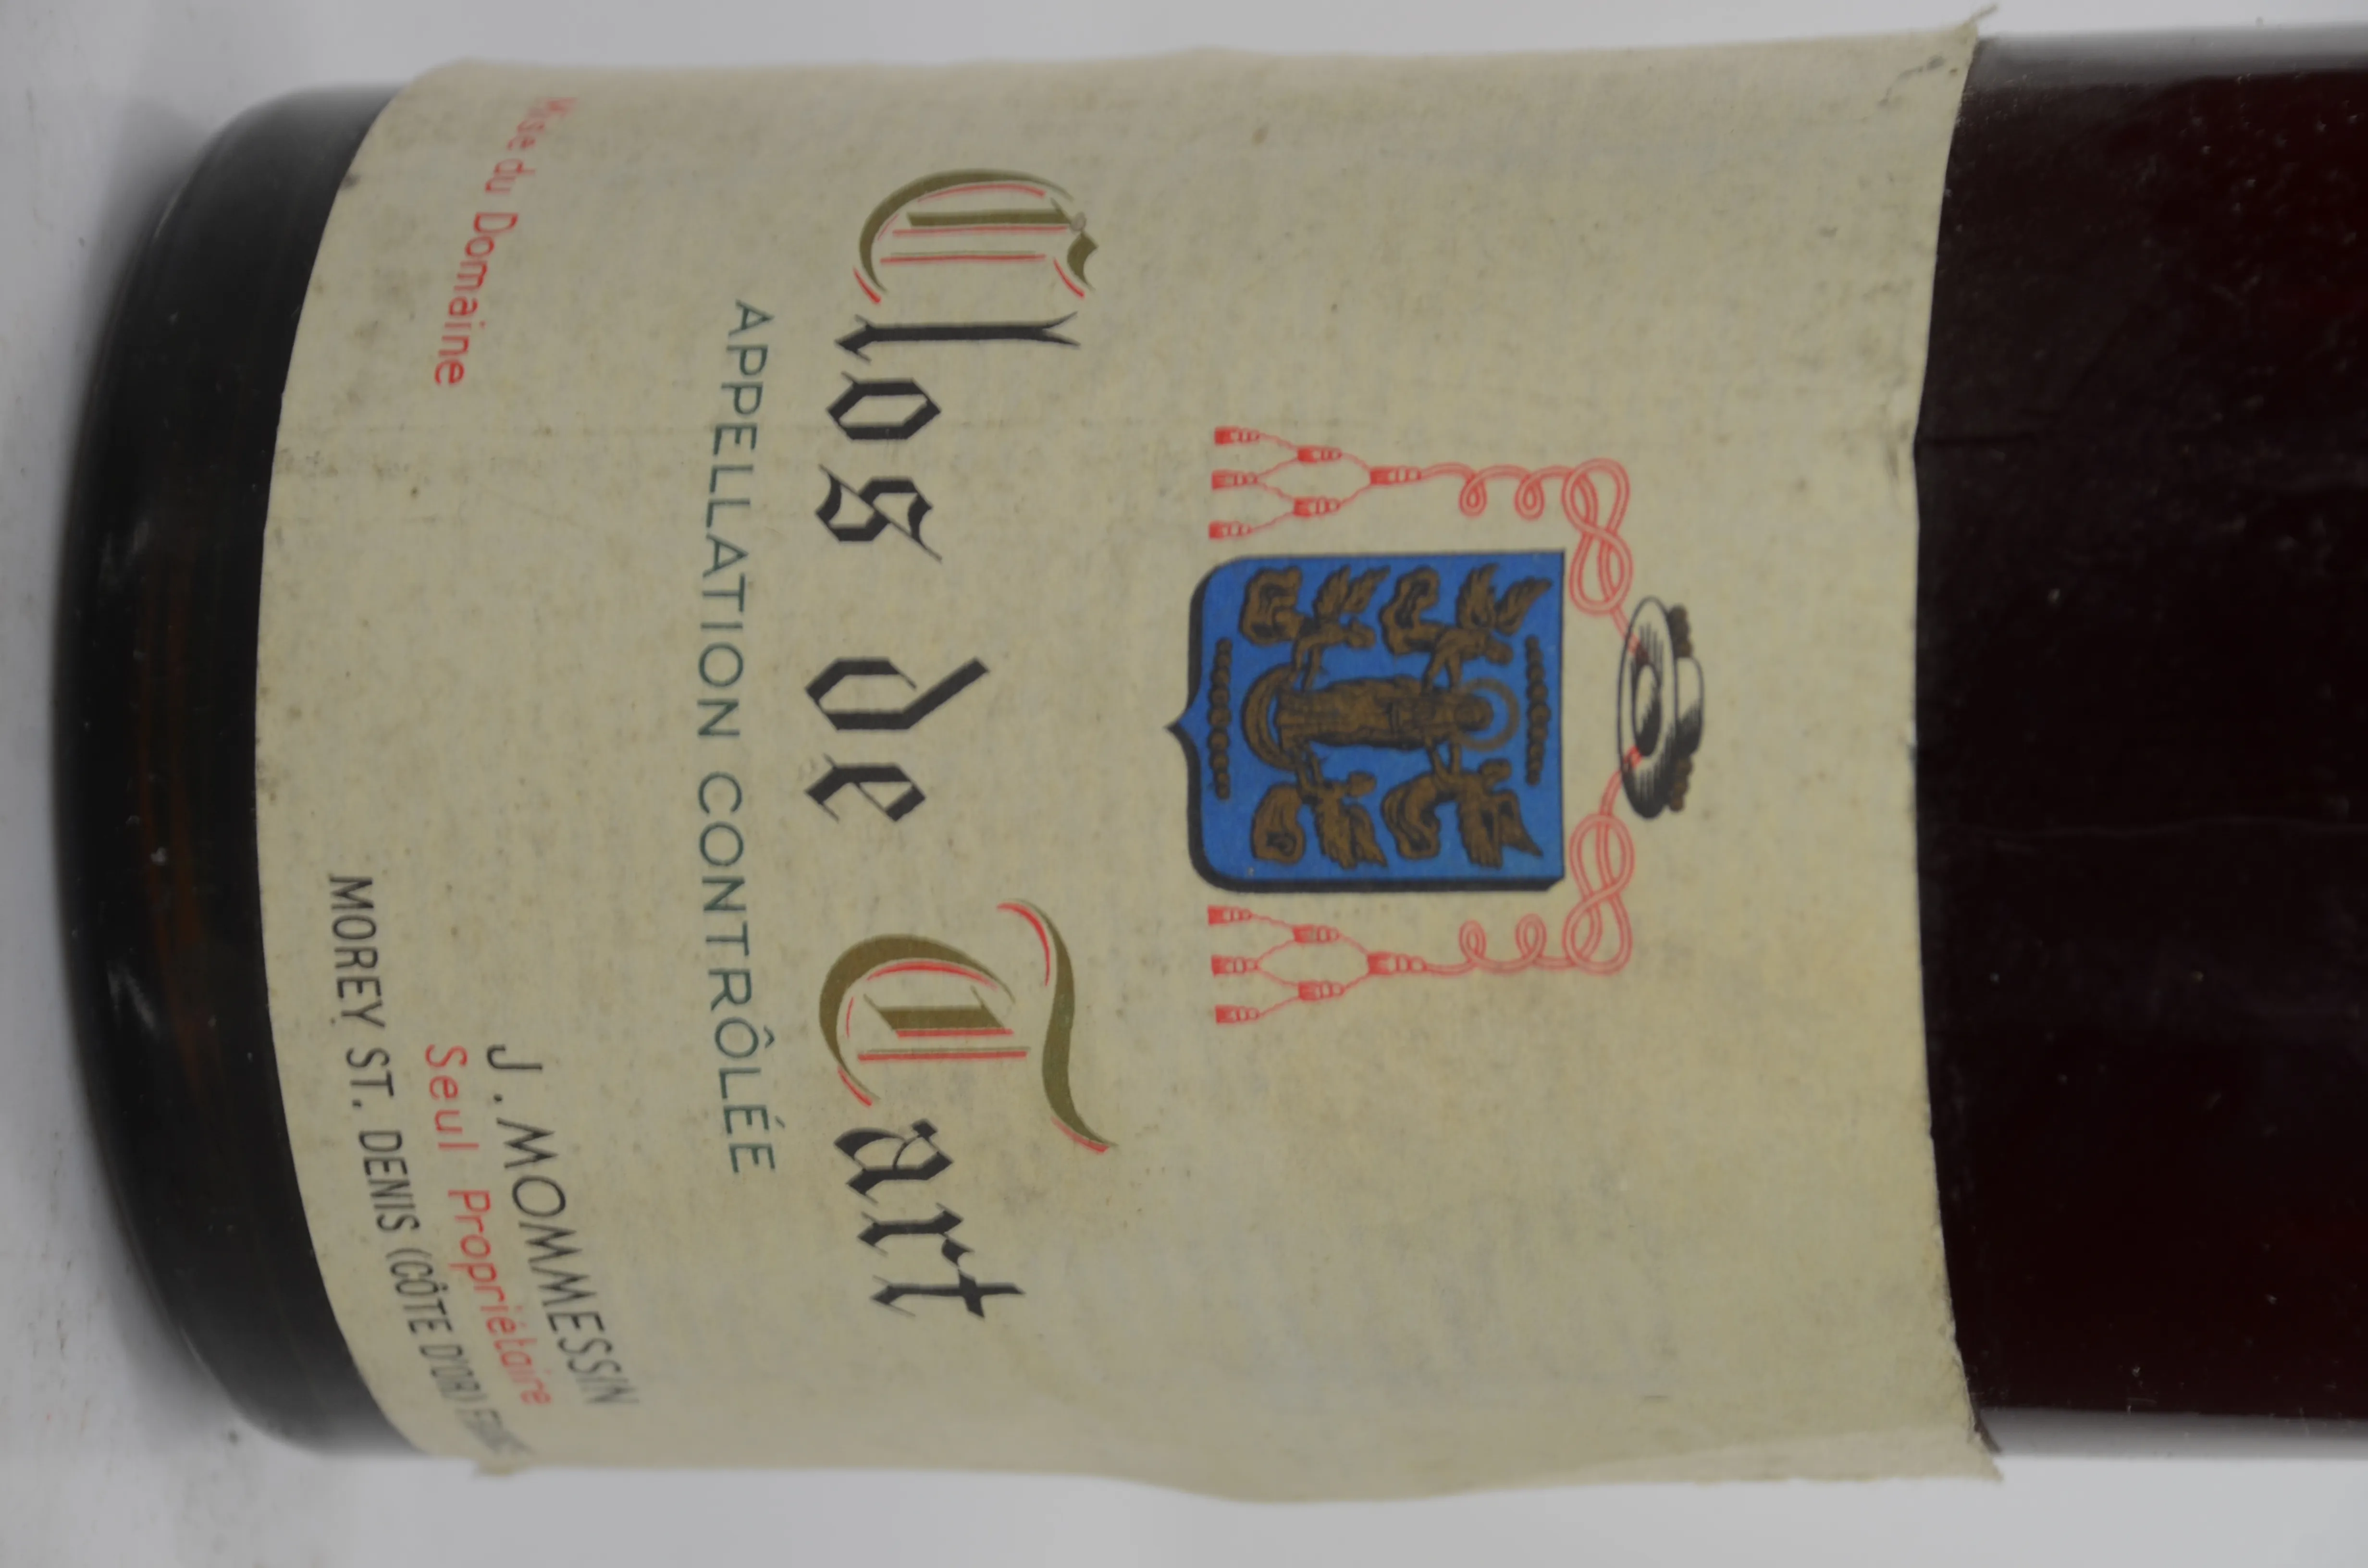 Clos de Tart
APPELLATION CONTRÔLÉE
Mise du Domaine
J. MOMMESSIN
Seul Propriétaire
MOREY ST. DENIS (CÔTE D'OR)